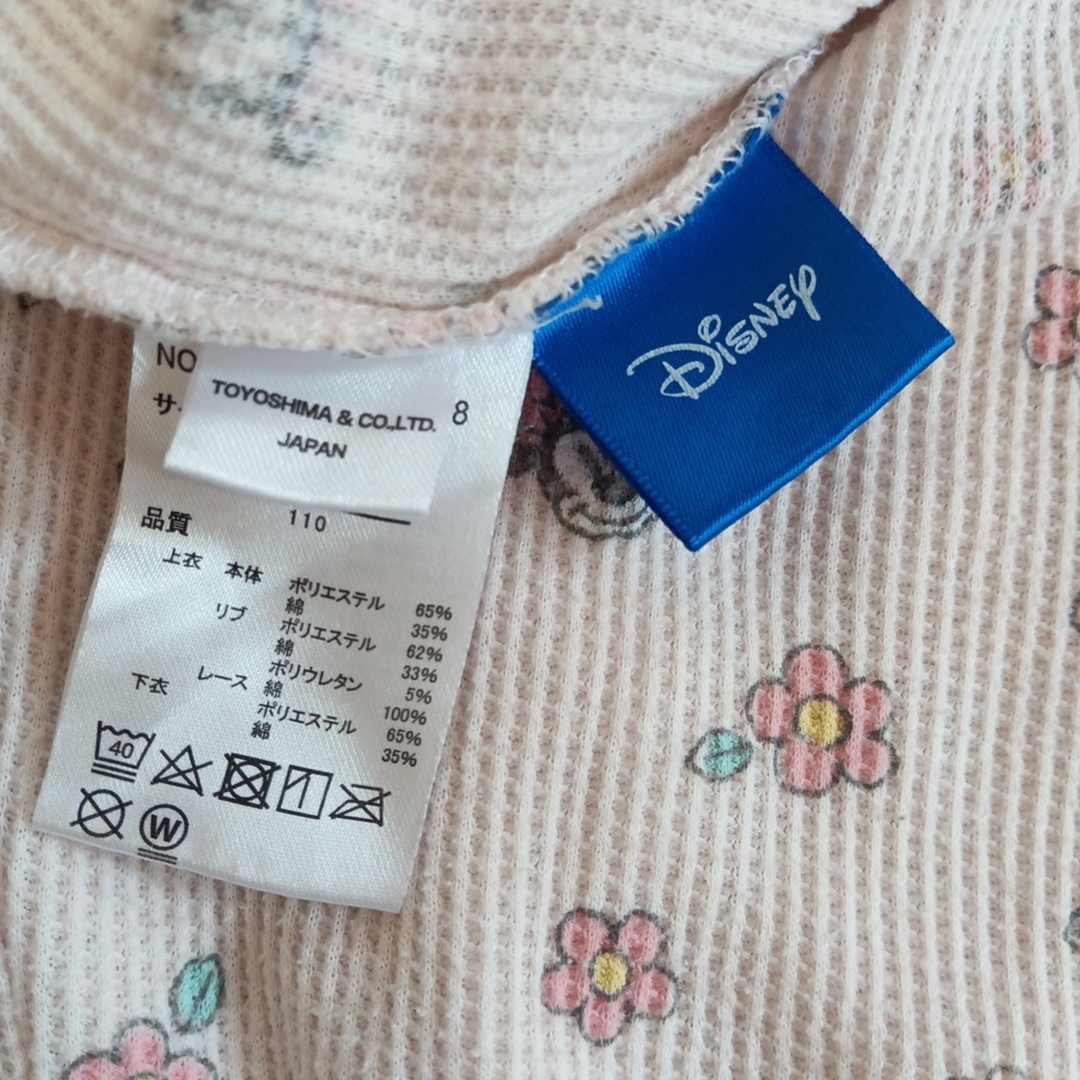 Disney
NO 8
サ
TOYOSHIMA & CO.,LTD.
JAPAN
110
品質
上衣 本体 ポリエステル 65%
綿 35%
リブ ポリエステル 62%
綿 33%
ポリウレタン 5%
レース 綿 100%
下衣 ポリエステル 65%
綿 35%
40
W